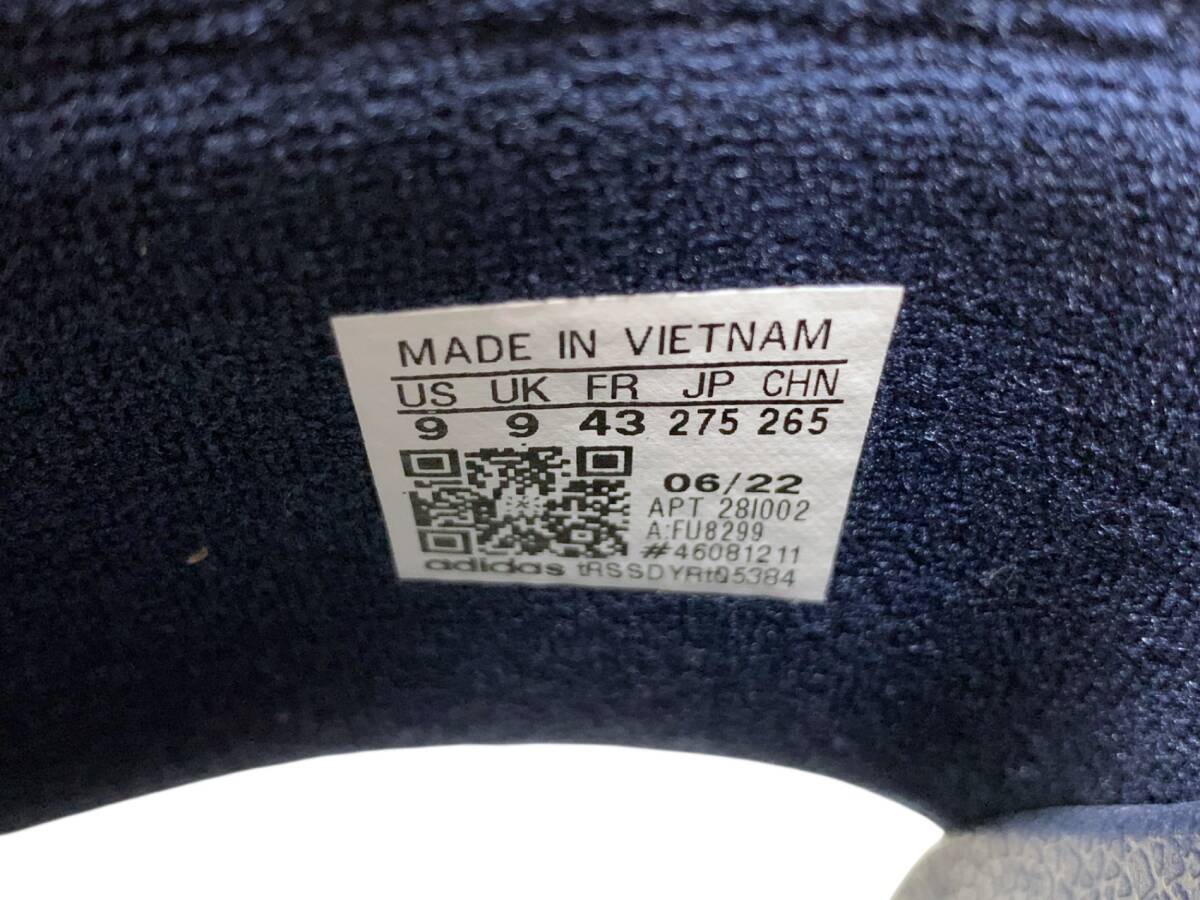 MADE IN VIETNAM
US UK FR JP CHN
9 9 43 275 265
06/22
APT 28I002
A:FU8299
#46081211
adidas tRSSDYRtQ5384